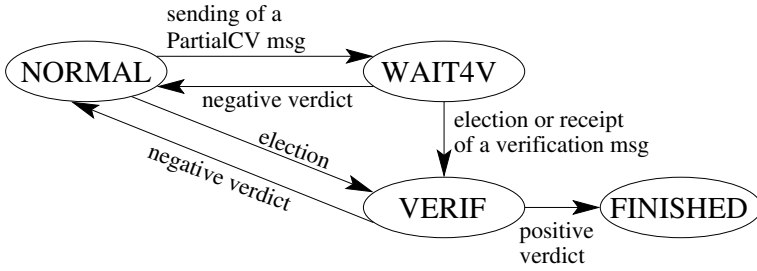 sending of a
PartialCV msg
NORMAL
WAIT4V
negative verdict
election
election or receipt
of a verification msg
negative verdict
VERIF
FINISHED
positive
verdict